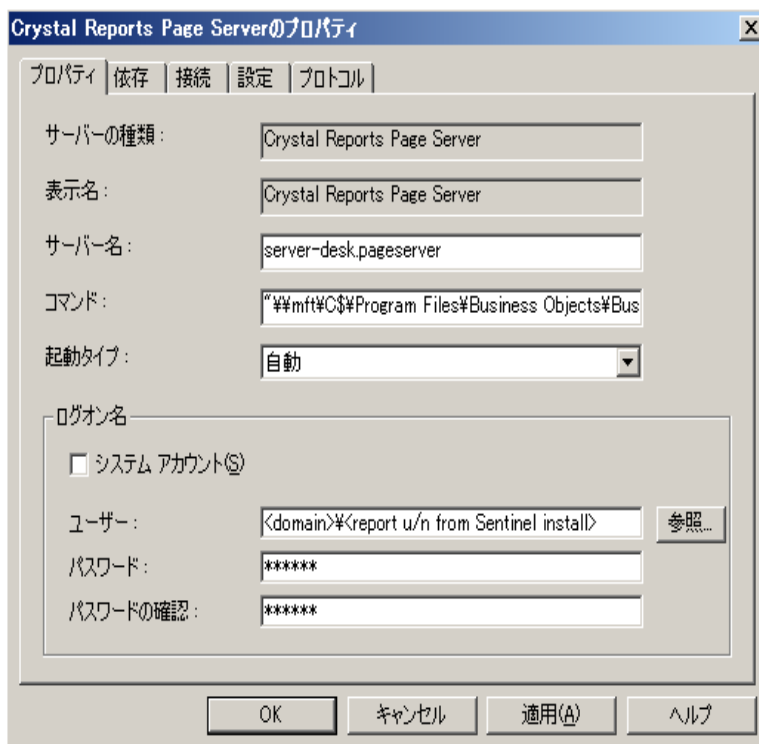 Crystal Reports Page Serverのプロパティ
プロパティ 依存 接続 設定 プロトコル
サーバーの種類: Crystal Reports Page Server
表示名: Crystal Reports Page Server
サーバー名: server-desk.pageserver
コマンド: "¥¥mft¥C$¥Program Files¥Business Objects¥Bus
起動タイプ: 自動
ログオン名
システム アカウント(S)
ユーザー: <domain>¥<report u/n from Sentinel install> 参照...
パスワード: ******
パスワードの確認: ******
OK キャンセル 適用(A) ヘルプ